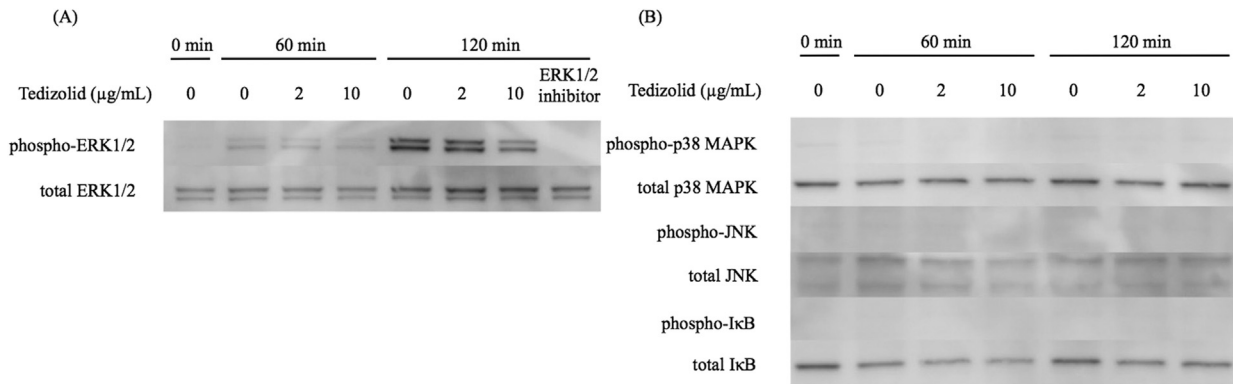 (A)
0 min 60 min 120 min
Tedizolid (μg/mL) 0 0 2 10 0 2 10 ERK1/2 inhibitor
phospho-ERK1/2
total ERK1/2
(B)
0 min 60 min 120 min
Tedizolid (μg/mL) 0 0 2 10 0 2 10
phospho-p38 MAPK
total p38 MAPK
phospho-JNK
total JNK
phospho-IκB
total IκB